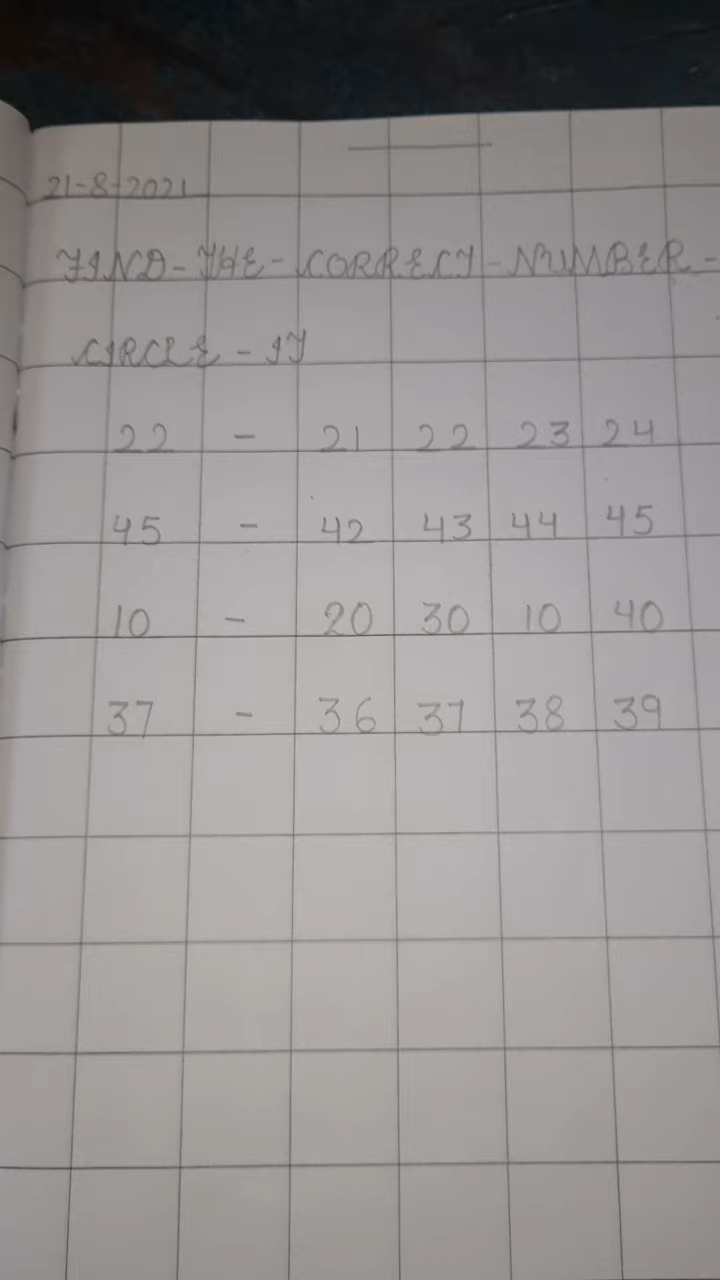 21-8-2021
FIND-THE-CORRECT-NUMBER-
CIRCLE-IT
22 - 21 22 23 24
45 - 42 43 44 45
10 - 20 30 10 40
37 - 36 37 38 39